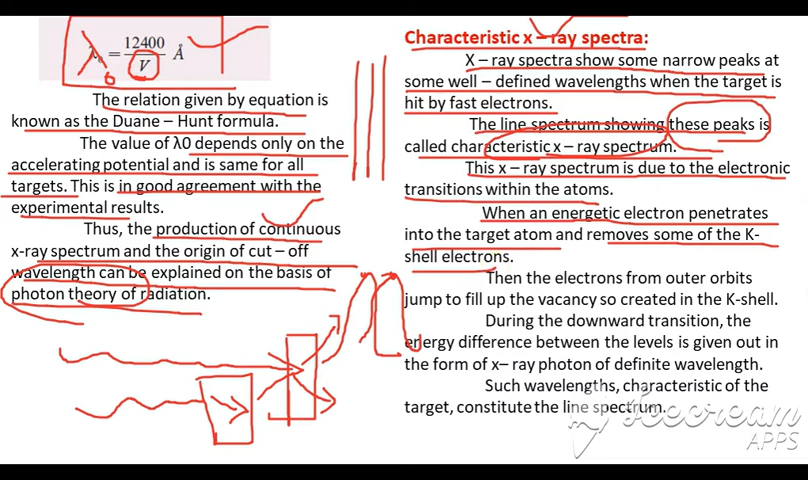 λ₀ = 12400 / V Å
The relation given by equation is
known as the Duane – Hunt formula.
The value of λ0 depends only on the
accelerating potential and is same for all
targets. This is in good agreement with the
experimental results.
Thus, the production of continuous
x-ray spectrum and the origin of cut – off
wavelength can be explained on the basis of
photon theory of radiation.
Characteristic x – ray spectra:
X – ray spectra show some narrow peaks at
some well – defined wavelengths when the target is
hit by fast electrons.
The line spectrum showing these peaks is
called characteristic x – ray spectrum.
This x – ray spectrum is due to the electronic
transitions within the atoms.
When an energetic electron penetrates
into the target atom and removes some of the K-
shell electrons.
Then the electrons from outer orbits
jump to fill up the vacancy so created in the K-shell.
During the downward transition, the
energy difference between the levels is given out in
the form of x– ray photon of definite wavelength.
Such wavelengths, characteristic of the
target, constitute the line spectrum.
Icecream
APPS